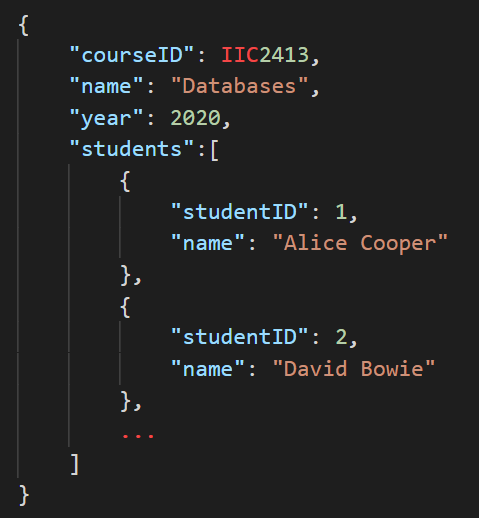 {
    "courseID": IIC2413,
    "name": "Databases",
    "year": 2020,
    "students":[
        {
            "studentID": 1,
            "name": "Alice Cooper"
        },
        {
            "studentID": 2,
            "name": "David Bowie"
        },
        ...
    ]
}